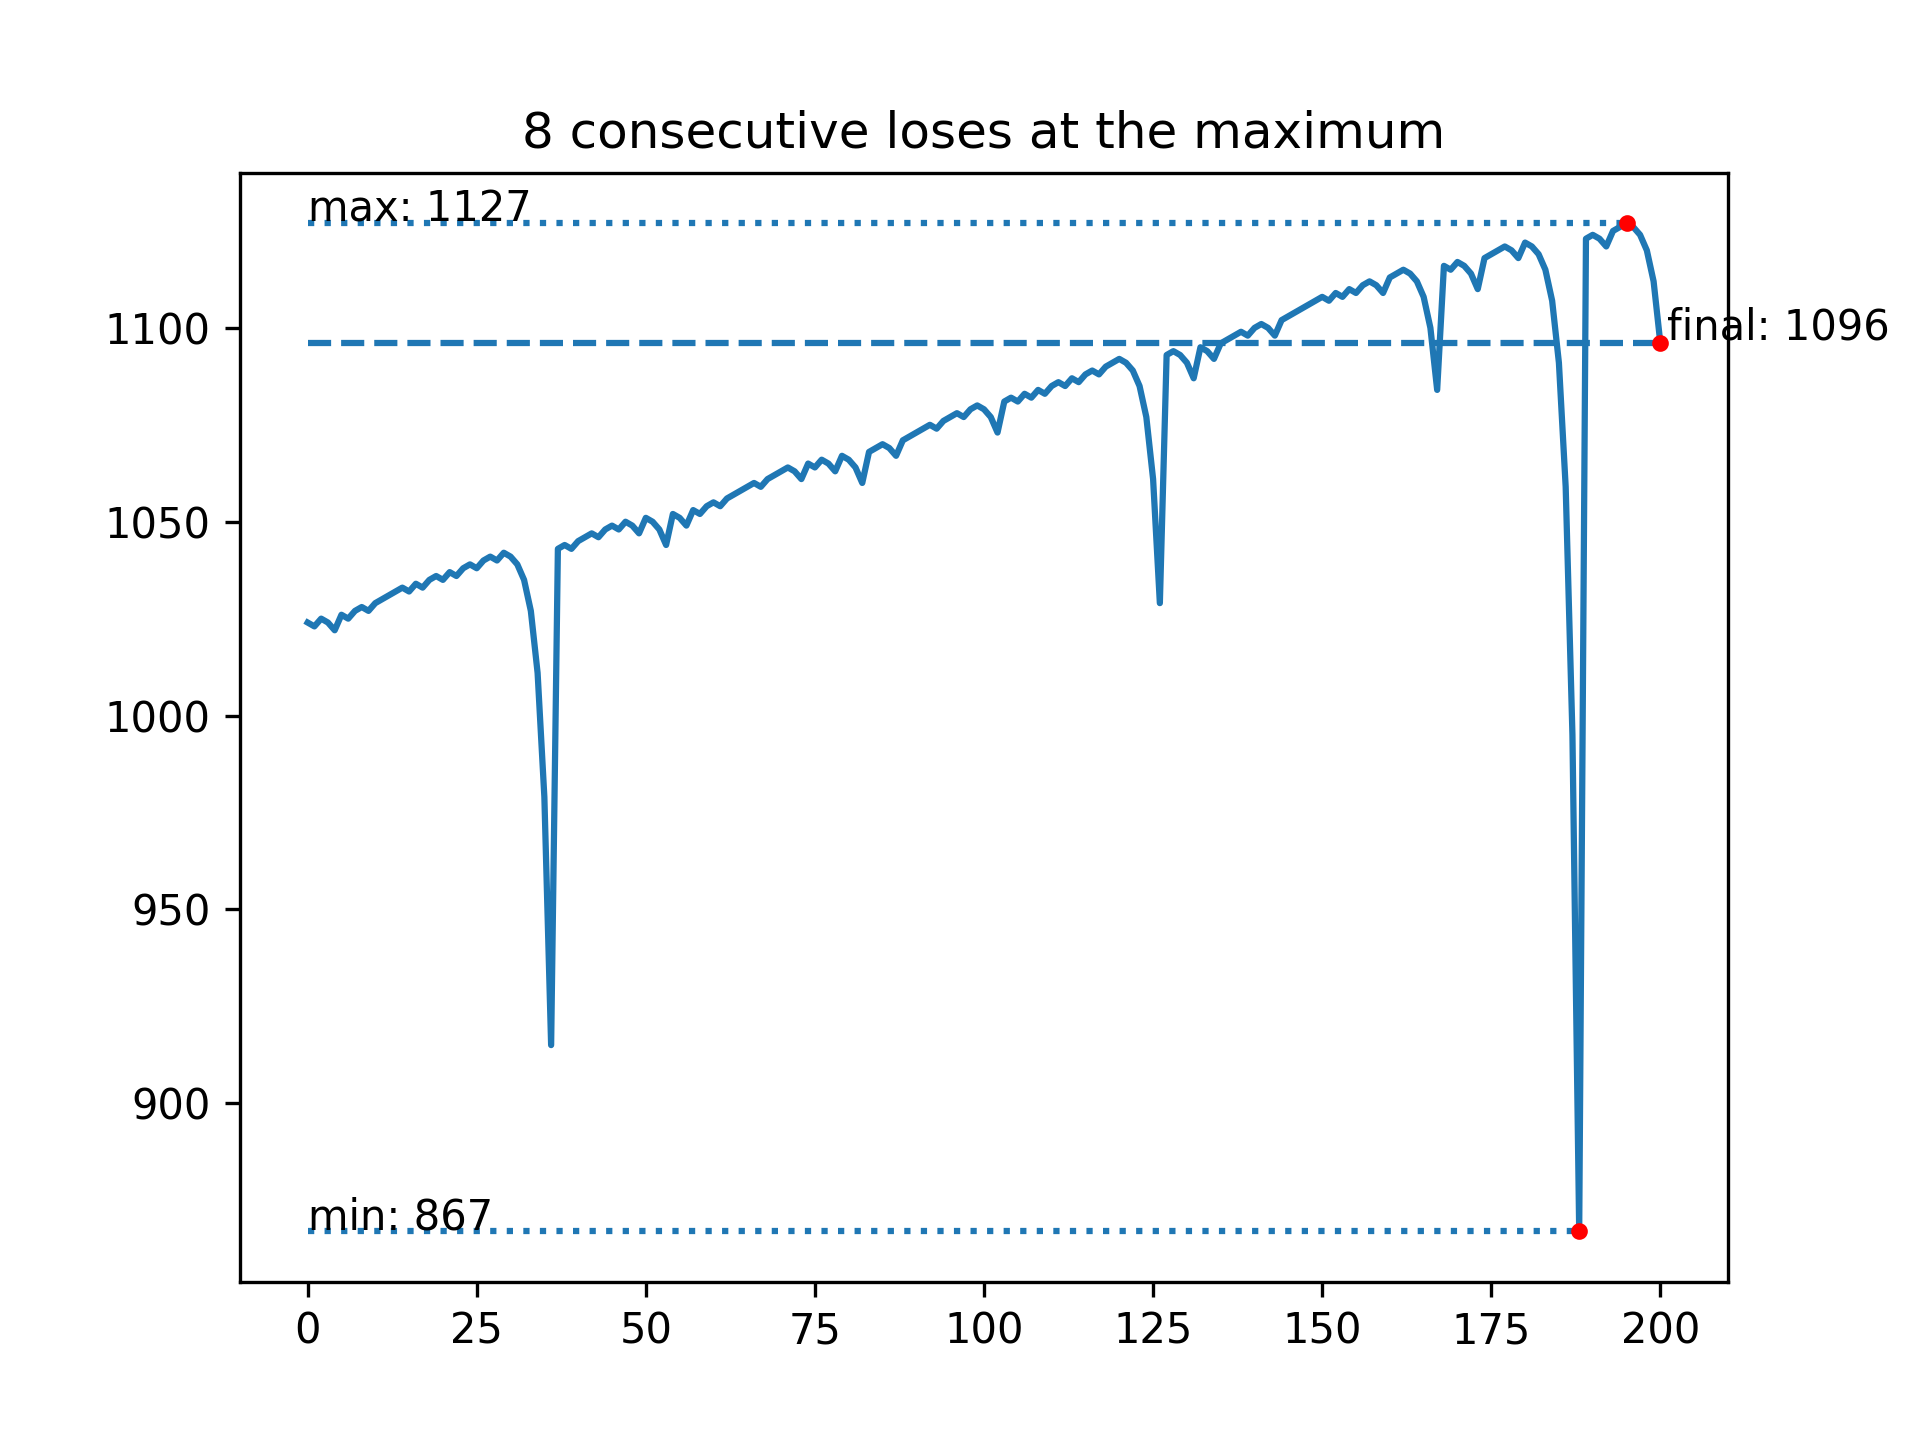 8 consecutive loses at the maximum
max: 1127
final: 1096
min: 867
1100
1050
1000
950
900
0 25 50 75 100 125 150 175 200